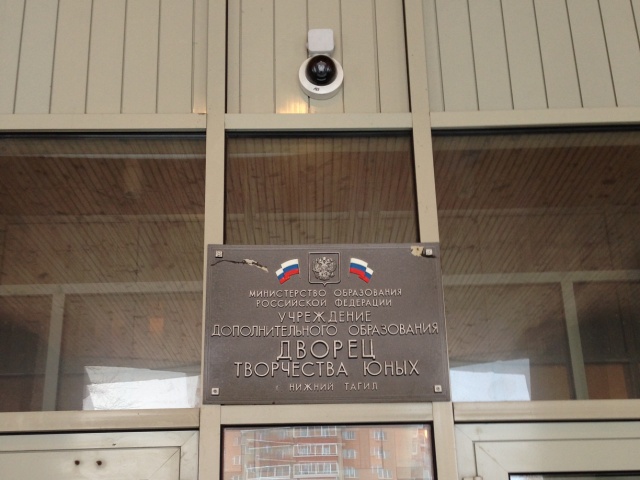 МИНИСТЕРСТВО ОБРАЗОВАНИЯ
РОССИЙСКОЙ ФЕДЕРАЦИИ
УЧРЕЖДЕНИЕ
ДОПОЛНИТЕЛЬНОГО ОБРАЗОВАНИЯ
ДВОРЕЦ
ТВОРЧЕСТВА ЮНЫХ
Г. НИЖНИЙ ТАГИЛ